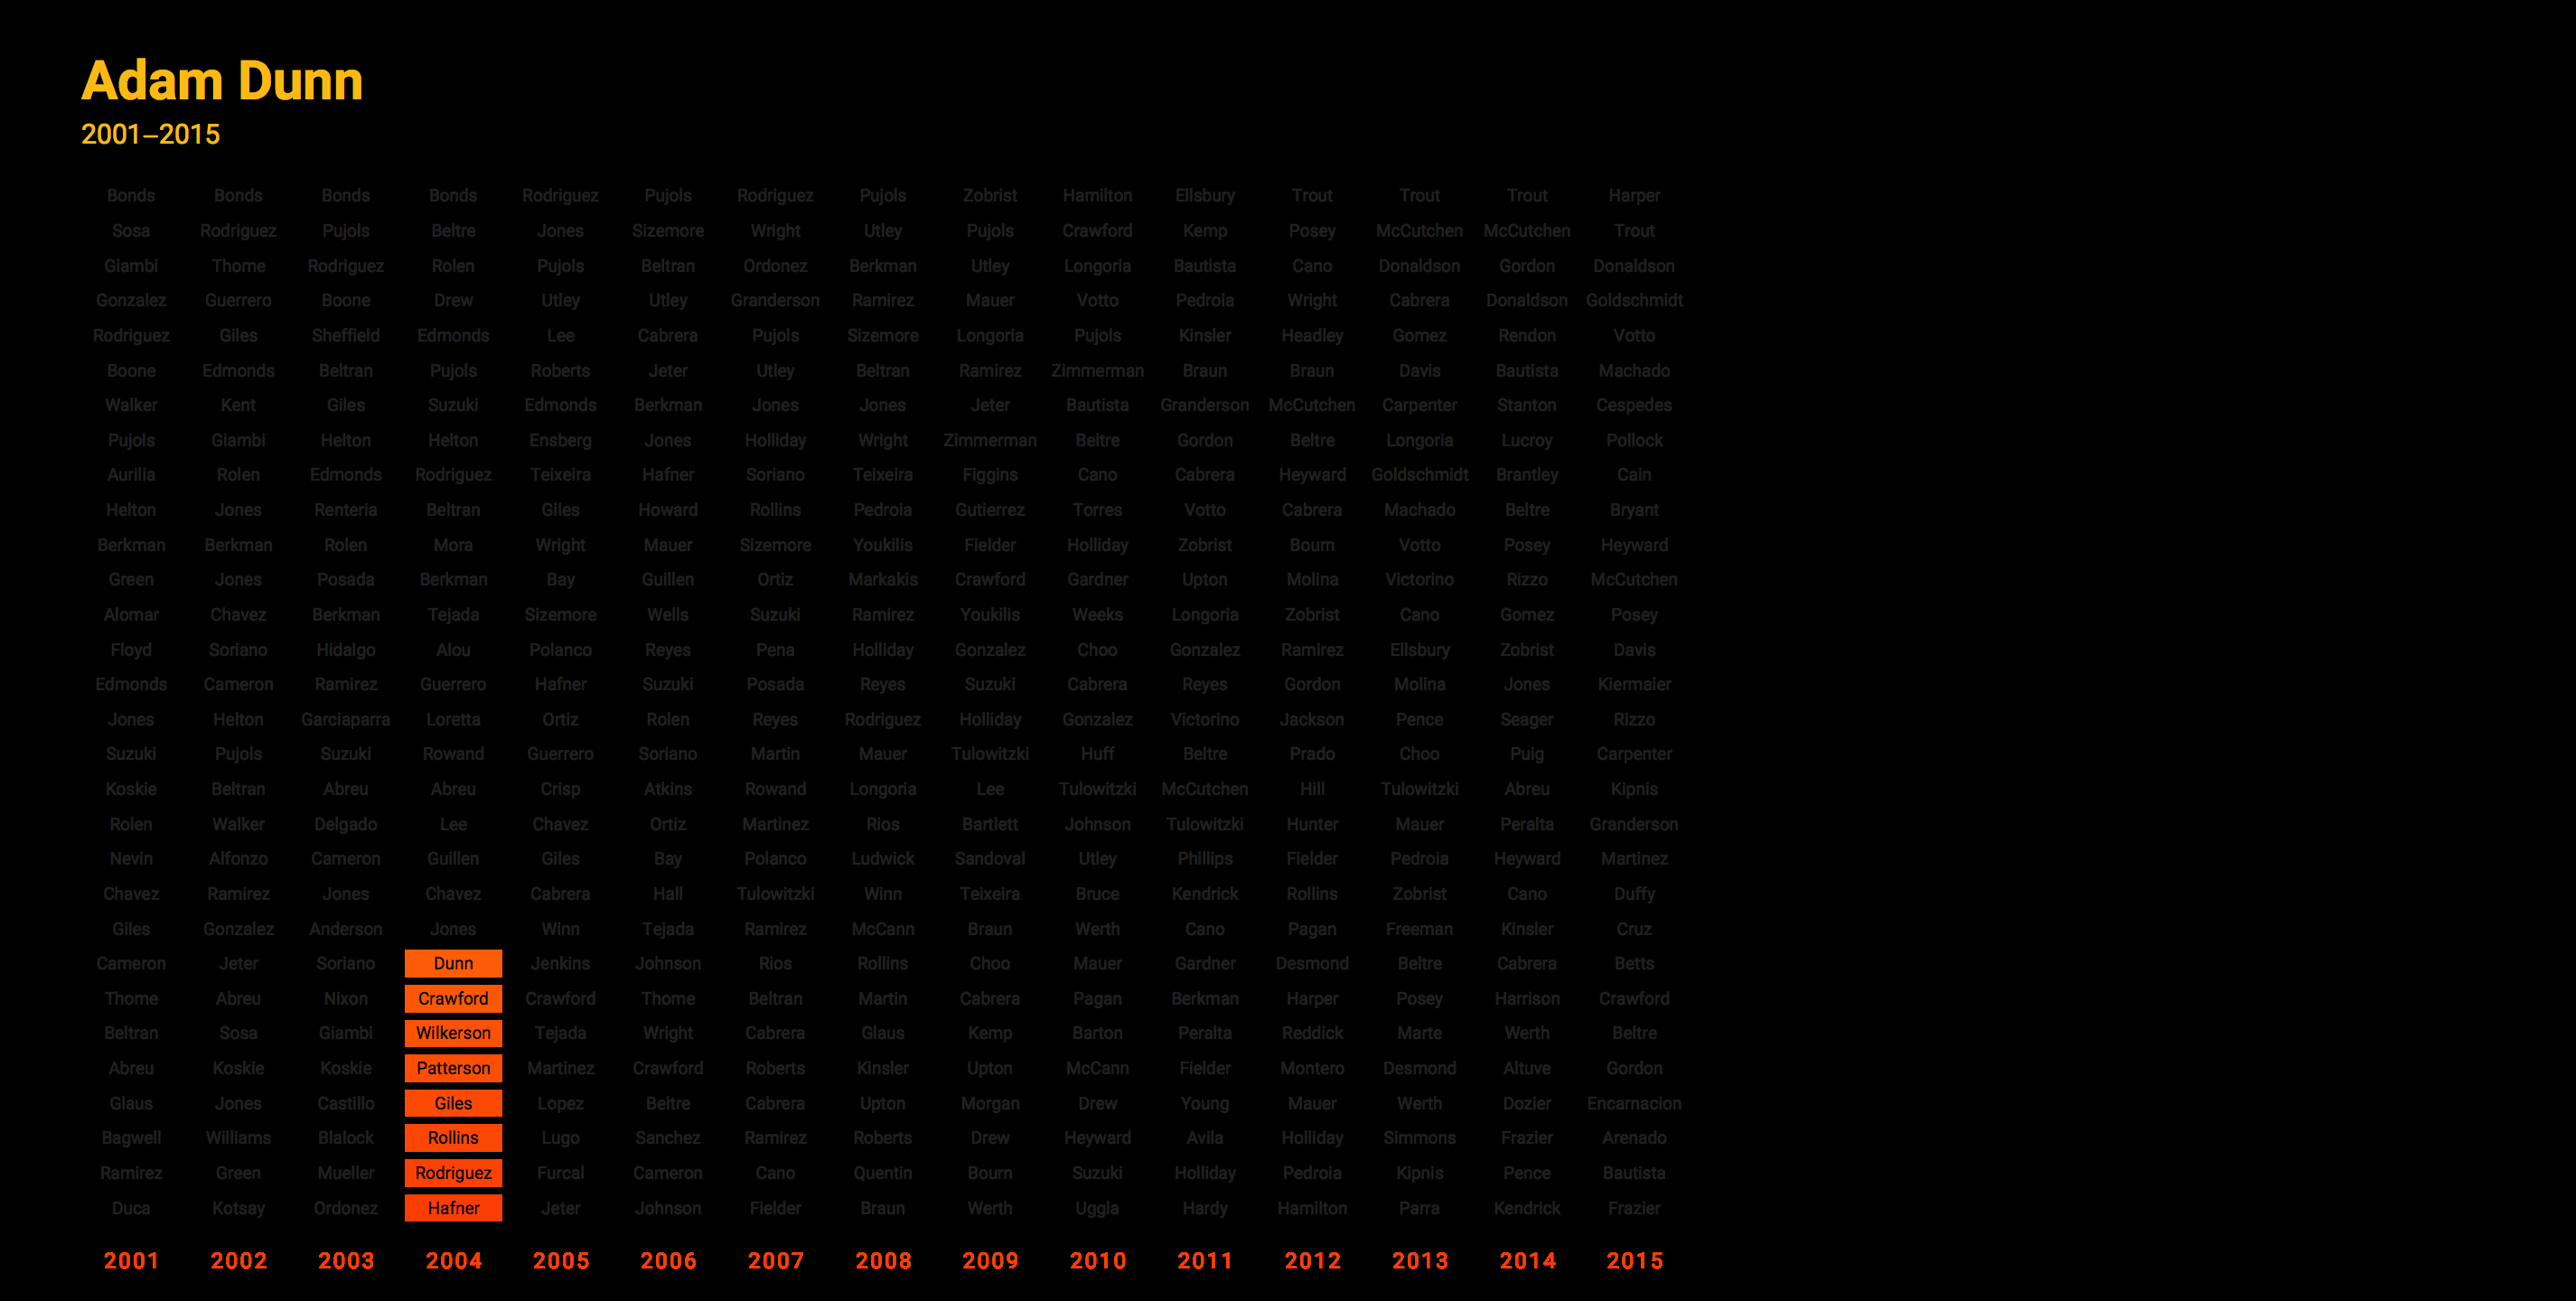 Adam Dunn
2001–2015
Bonds Bonds Bonds Bonds Rodriguez Pujols Rodriguez Pujols Zobrist Hamilton Ellsbury Trout Trout Trout Harper
Sosa Rodriguez Pujols Beltre Jones Sizemore Wright Utley Pujols Crawford Kemp Posey McCutchen McCutchen Trout
Giambi Thome Rodriguez Rolen Pujols Beltran Ordonez Berkman Utley Longoria Bautista Cano Donaldson Gordon Donaldson
Gonzalez Guerrero Boone Drew Utley Utley Granderson Ramirez Mauer Votto Pedroia Wright Cabrera Donaldson Goldschmidt
Rodriguez Giles Sheffield Edmonds Lee Cabrera Pujols Sizemore Longoria Pujols Kinsler Headley Gomez Rendon Votto
Boone Edmonds Beltran Pujols Roberts Jeter Utley Beltran Ramirez Zimmerman Braun Braun Davis Bautista Machado
Walker Kent Giles Suzuki Edmonds Berkman Jones Jones Jeter Bautista Granderson McCutchen Carpenter Stanton Cespedes
Pujols Giambi Helton Helton Ensberg Jones Holliday Wright Zimmerman Beltre Gordon Beltre Longoria Lucroy Pollock
Aurilia Rolen Edmonds Rodriguez Teixeira Hafner Soriano Teixeira Figgins Cano Cabrera Heyward Goldschmidt Brantley Cain
Helton Jones Renteria Beltran Giles Howard Rollins Pedroia Gutierrez Torres Votto Cabrera Machado Beltre Bryant
Berkman Berkman Rolen Mora Wright Mauer Sizemore Youkilis Fielder Holliday Zobrist Bourn Votto Posey Heyward
Green Jones Posada Berkman Bay Guillen Ortiz Markakis Crawford Gardner Upton Molina Victorino Rizzo McCutchen
Alomar Chavez Berkman Tejada Sizemore Wells Suzuki Ramirez Youkilis Weeks Longoria Zobrist Cano Gomez Posey
Floyd Soriano Hidalgo Alou Polanco Reyes Pena Holliday Gonzalez Choo Gonzalez Ramirez Ellsbury Zobrist Davis
Edmonds Cameron Ramirez Guerrero Hafner Suzuki Posada Reyes Suzuki Cabrera Reyes Gordon Molina Jones Kiermaier
Jones Helton Garciaparra Loretta Ortiz Rolen Reyes Rodriguez Holliday Gonzalez Victorino Jackson Pence Seager Rizzo
Suzuki Pujols Suzuki Rowand Guerrero Soriano Martin Mauer Tulowitzki Huff Beltre Prado Choo Puig Carpenter
Koskie Beltran Abreu Abreu Crisp Atkins Rowand Longoria Lee Tulowitzki McCutchen Hill Tulowitzki Abreu Kipnis
Rolen Walker Delgado Lee Chavez Ortiz Martinez Rios Bartlett Johnson Tulowitzki Hunter Mauer Peralta Granderson
Nevin Alfonzo Cameron Guillen Giles Bay Polanco Ludwick Sandoval Utley Phillips Fielder Pedroia Heyward Martinez
Chavez Ramirez Jones Chavez Cabrera Hall Tulowitzki Winn Teixeira Bruce Kendrick Rollins Zobrist Cano Duffy
Giles Gonzalez Anderson Jones Winn Tejada Ramirez McCann Braun Werth Cano Pagan Freeman Kinsler Cruz
Cameron Jeter Soriano Dunn Jenkins Johnson Rios Rollins Choo Mauer Gardner Desmond Beltre Cabrera Betts
Thome Abreu Nixon Crawford Crawford Thome Beltran Martin Cabrera Pagan Berkman Harper Posey Harrison Crawford
Beltran Sosa Giambi Wilkerson Tejada Wright Cabrera Glaus Kemp Barton Peralta Reddick Marte Werth Beltre
Abreu Koskie Koskie Patterson Martinez Crawford Roberts Kinsler Upton McCann Fielder Montero Desmond Altuve Gordon
Glaus Jones Castillo Giles Lopez Beltre Cabrera Upton Morgan Drew Young Mauer Werth Dozier Encarnacion
Bagwell Williams Blalock Rollins Lugo Sanchez Ramirez Roberts Drew Heyward Avila Holliday Simmons Frazier Arenado
Ramirez Green Mueller Rodriguez Furcal Cameron Cano Quentin Bourn Suzuki Holliday Pedroia Kipnis Pence Bautista
Duca Kotsay Ordonez Hafner Jeter Johnson Fielder Braun Werth Uggla Hardy Hamilton Parra Kendrick Frazier
2001 2002 2003 2004 2005 2006 2007 2008 2009 2010 2011 2012 2013 2014 2015